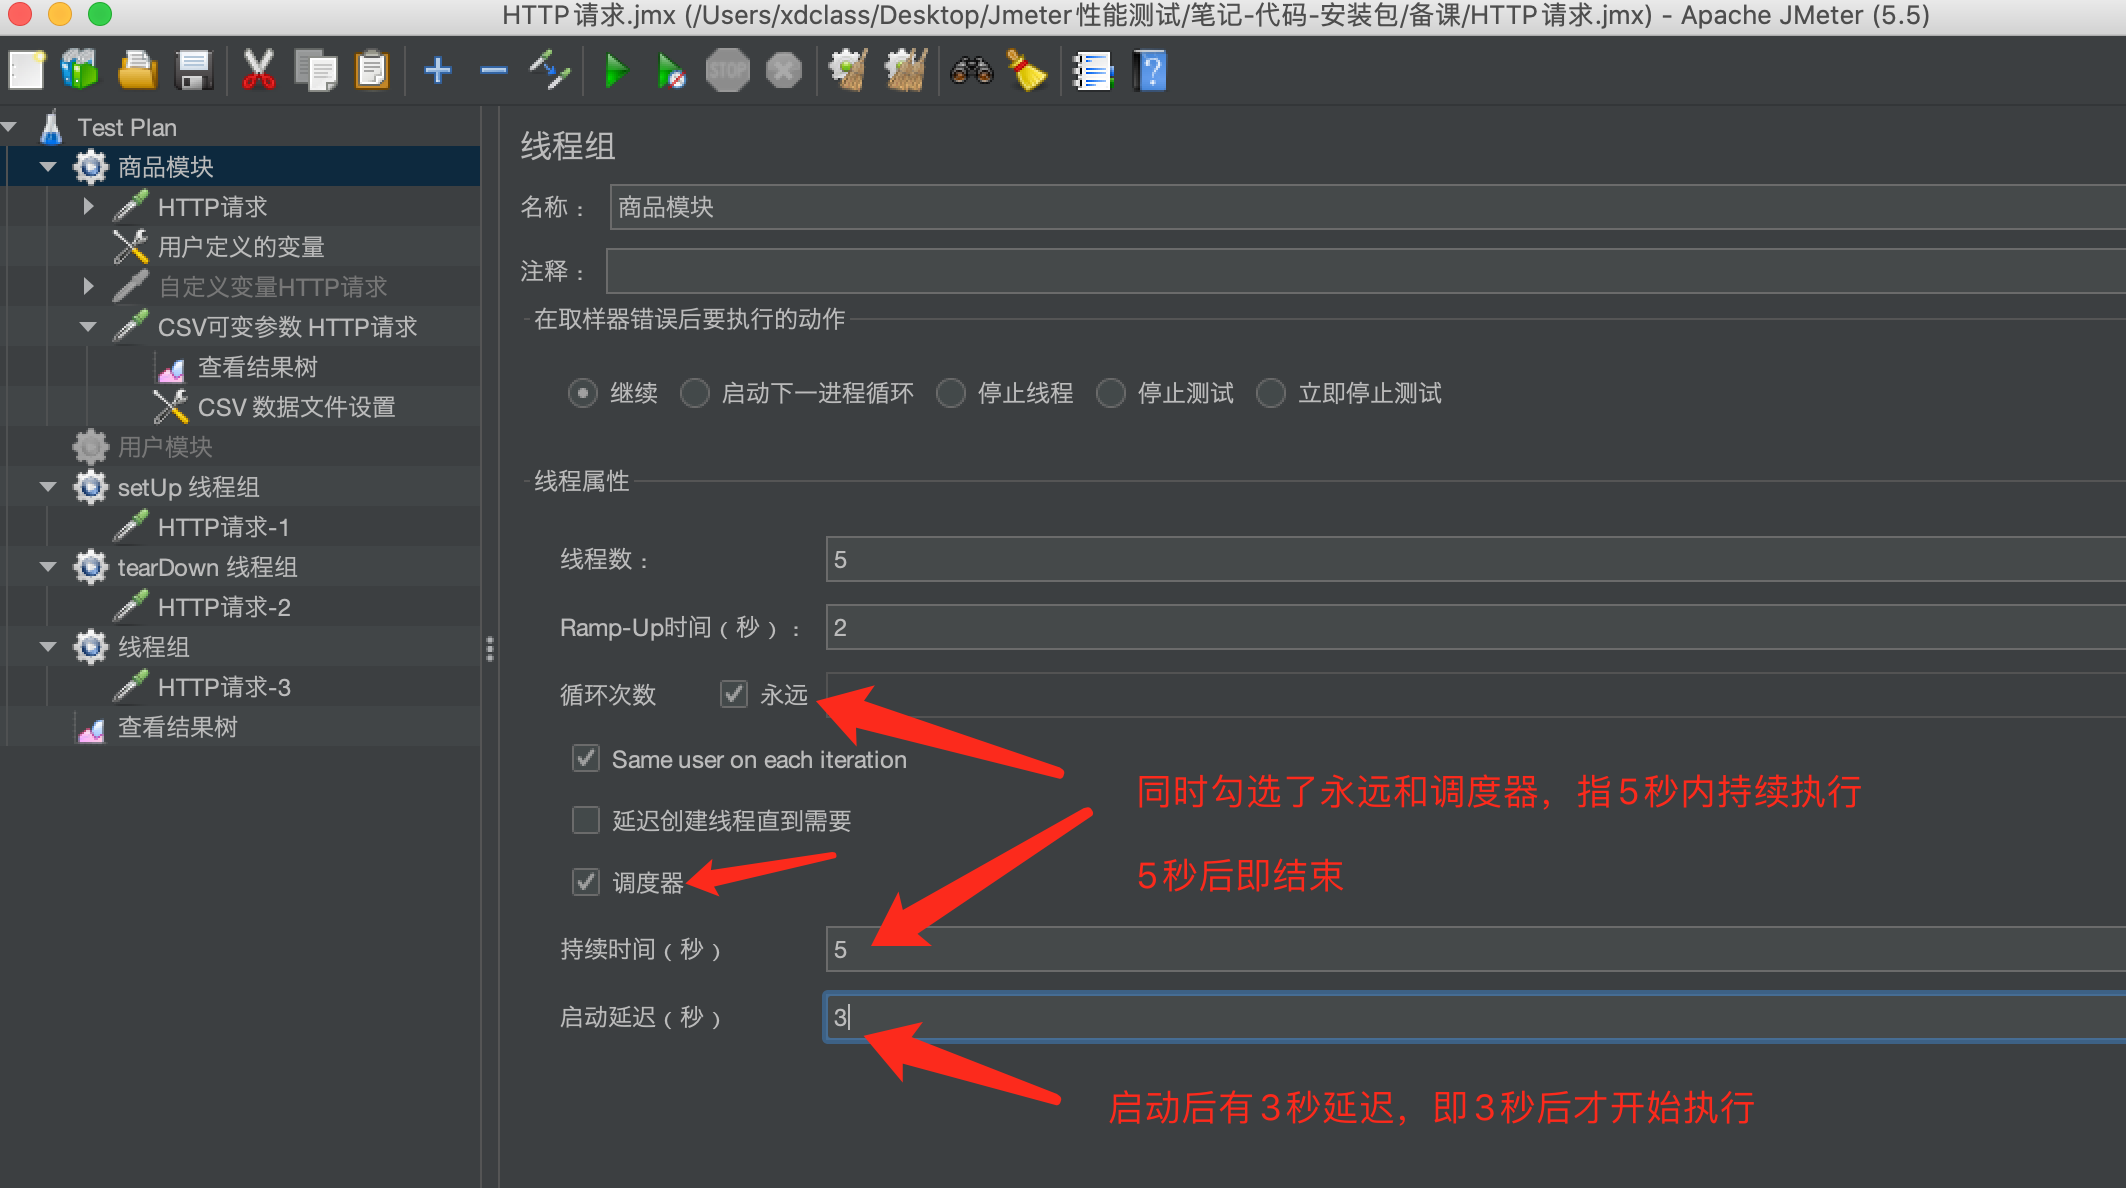 HTTP请求.jmx (/Users/xdclass/Desktop/Jmeter性能测试/笔记-代码-安装包/备课/HTTP请求.jmx) - Apache JMeter (5.5)
STOP
?
Test Plan
商品模块
HTTP请求
用户定义的变量
自定义变量HTTP请求
CSV可变参数 HTTP请求
查看结果树
CSV 数据文件设置
用户模块
setUp 线程组
HTTP请求-1
tearDown 线程组
HTTP请求-2
线程组
HTTP请求-3
查看结果树
线程组
名称： 商品模块
注释：
在取样器错误后要执行的动作
继续 启动下一进程循环 停止线程 停止测试 立即停止测试
线程属性
线程数： 5
Ramp-Up时间（秒）： 2
循环次数 永远
Same user on each iteration
同时勾选了永远和调度器，指5秒内持续执行
延迟创建线程直到需要
5秒后即结束
调度器
持续时间（秒） 5
启动延迟（秒） 3
启动后有3秒延迟，即3秒后才开始执行